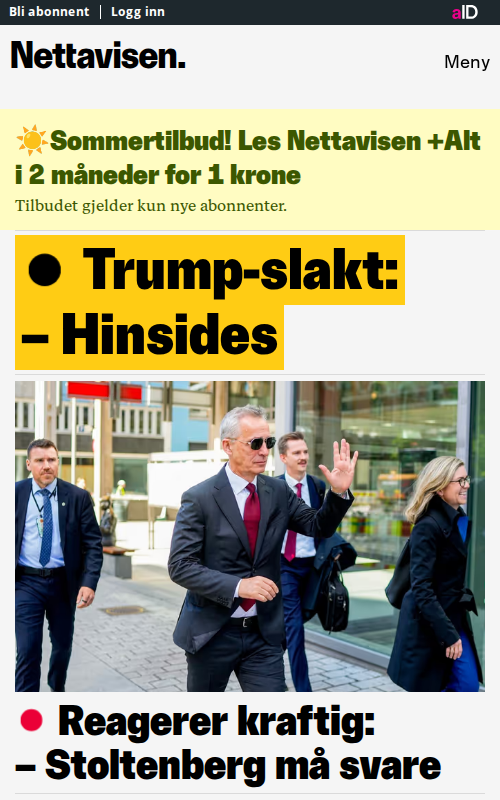 Bli abonnent | Logg inn
aID
Nettavisen.
Meny
☀️Sommertilbud! Les Nettavisen +Alt
i 2 måneder for 1 krone
Tilbudet gjelder kun nye abonnenter.
● Trump-slakt:
– Hinsides
● Reagerer kraftig:
– Stoltenberg må svare